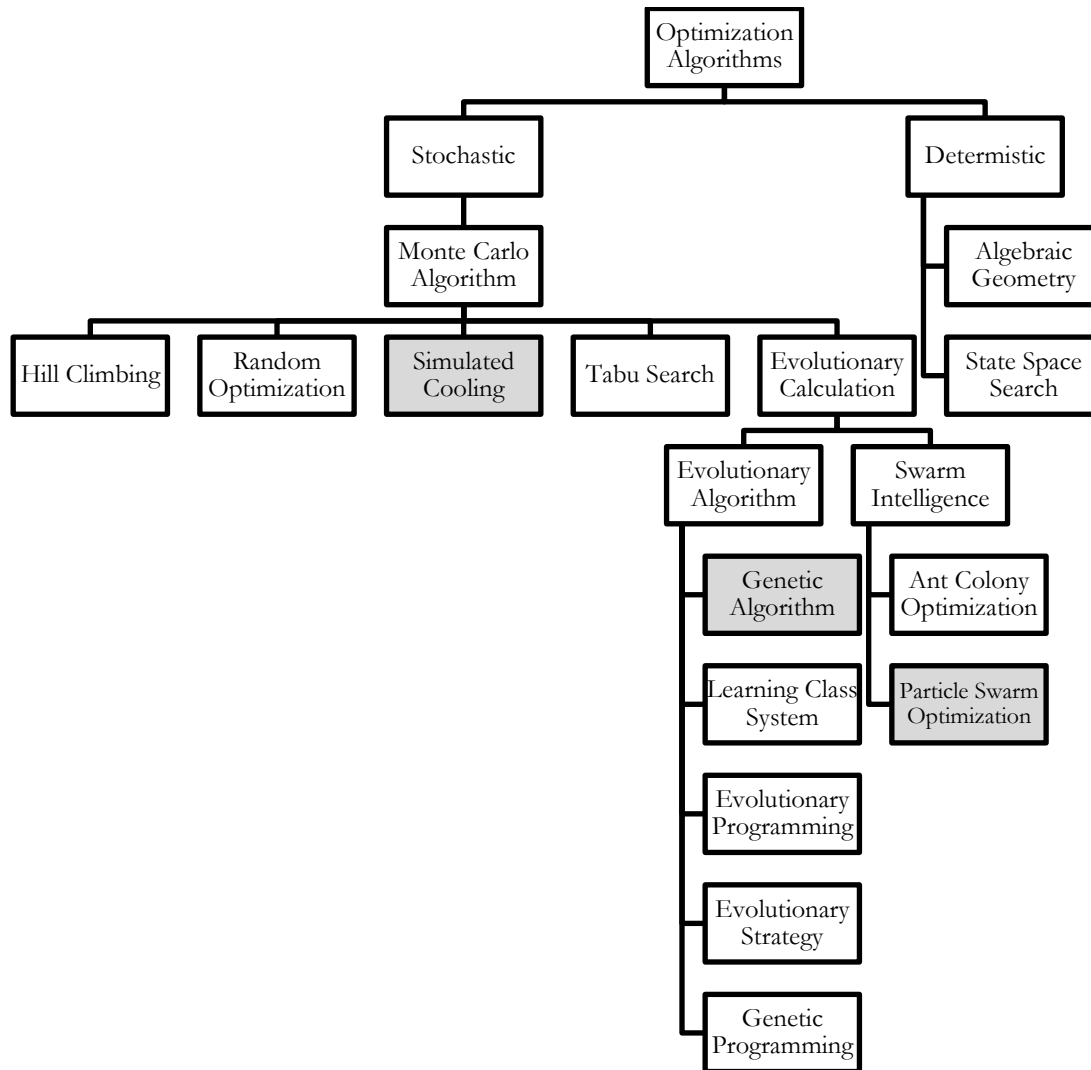 Optimization
Algorithms
Stochastic
Determistic
Monte Carlo
Algorithm
Algebraic
Geometry
Hill Climbing
Random
Optimization
Simulated
Cooling
Tabu Search
Evolutionary
Calculation
State Space
Search
Evolutionary
Algorithm
Swarm
Intelligence
Genetic
Algorithm
Ant Colony
Optimization
Learning Class
System
Particle Swarm
Optimization
Evolutionary
Programming
Evolutionary
Strategy
Genetic
Programming